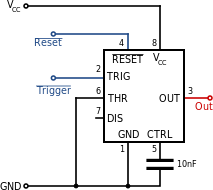 VCC
Reset
4
8
RESET
VCC
2
TRIG
Trigger
6
THR
OUT
3
Out
7
DIS
GND
CTRL
1
5
10nF
GND